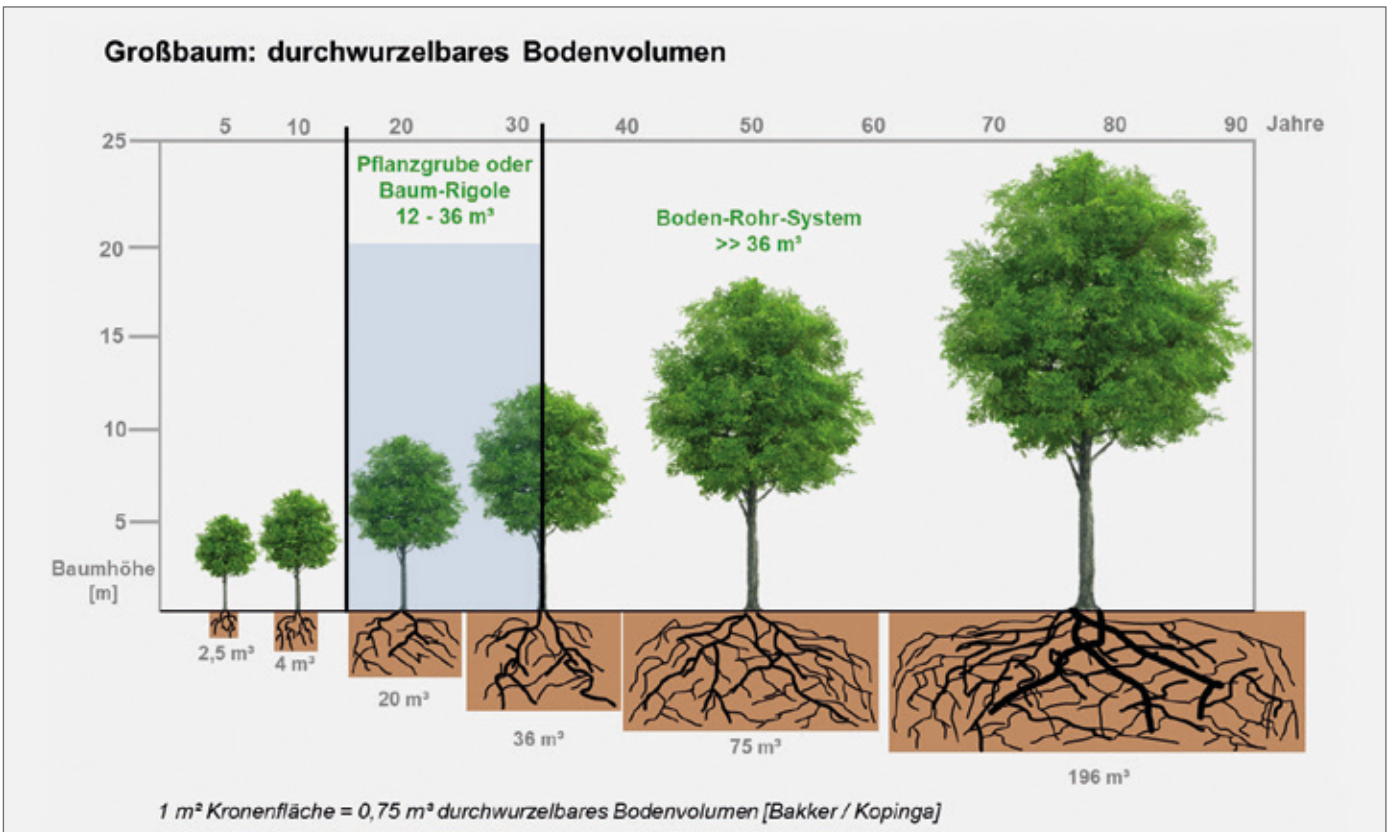 Großbaum: durchwurzelbares Bodenvolumen
5 10 20 30 40 50 60 70 80 90 Jahre
25
Pflanzgrube oder
Baum-Rigole
12 - 36 m³
Boden-Rohr-System
>> 36 m³
20
15
10
5
Baumhöhe
[m]
2,5 m³
4 m³
20 m³
36 m³
75 m³
196 m³
1 m² Kronenfläche = 0,75 m³ durchwurzelbares Bodenvolumen [Bakker / Kopinga]